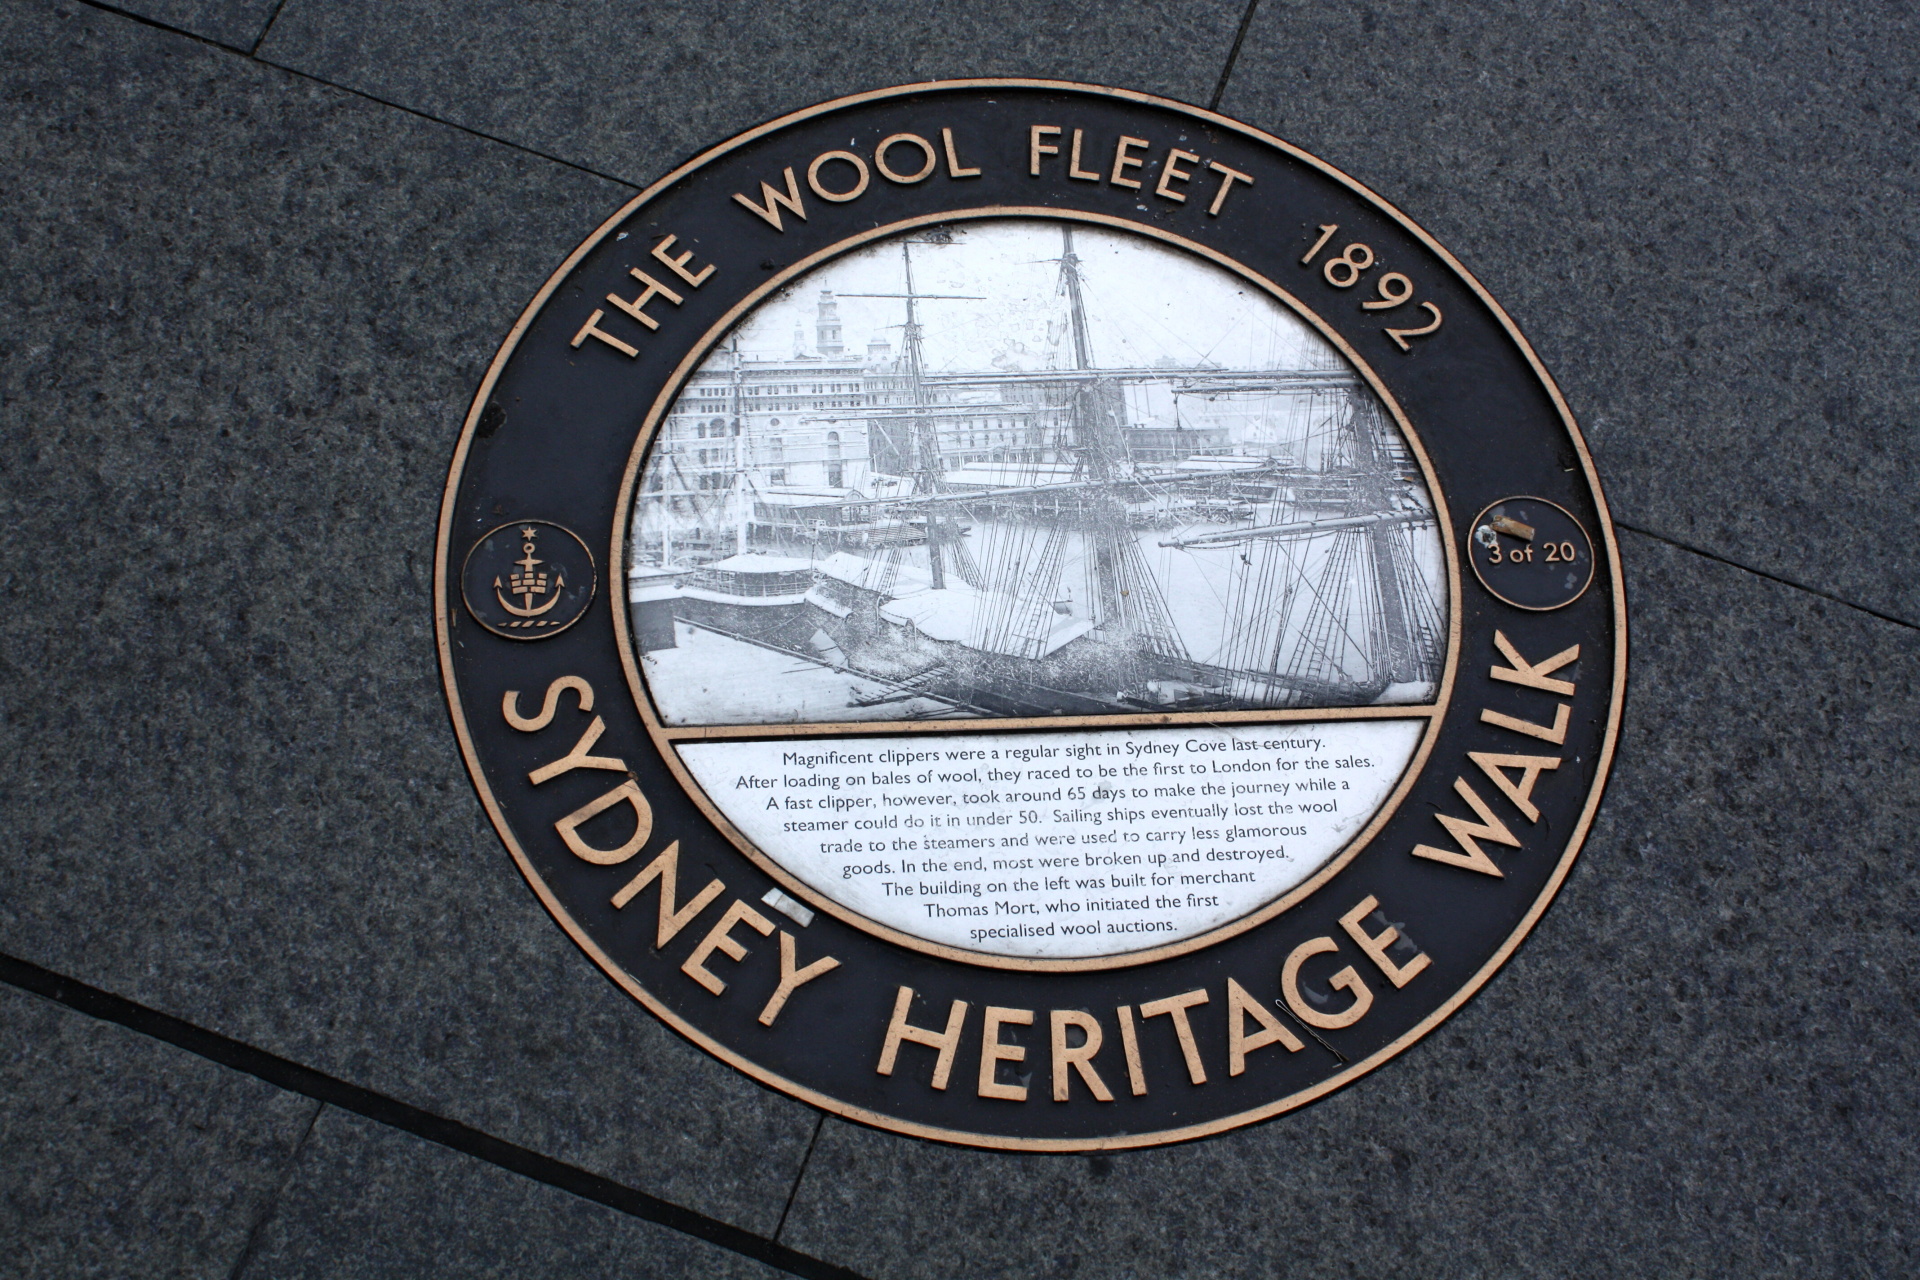 THE WOOL FLEET 1892
3 of 20
Magnificent clippers were a regular sight in Sydney Cove last century.
After loading on bales of wool, they raced to be the first to London for the sales.
A fast clipper, however, took around 65 days to make the journey while a
steamer could do it in under 50. Sailing ships eventually lost the wool
trade to the steamers and were used to carry less glamorous
goods. In the end, most were broken up and destroyed.
The building on the left was built for merchant
Thomas Mort, who initiated the first
specialised wool auctions.
SYDNEY HERITAGE WALK